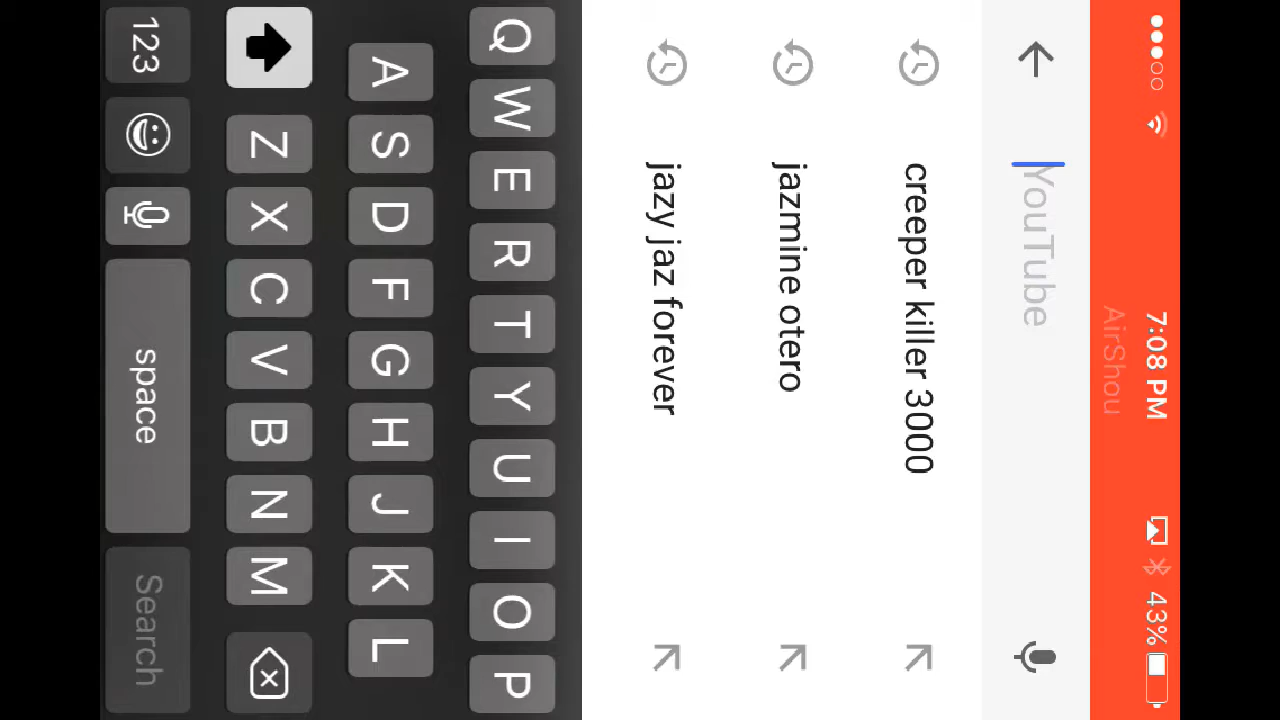 7:08 PM
43%
AirShou
YouTube
creeper killer 3000
jazmine otero
jazy jaz forever
Q W E R T Y U I O P
A S D F G H J K L
Z X C V B N M
123 space Search